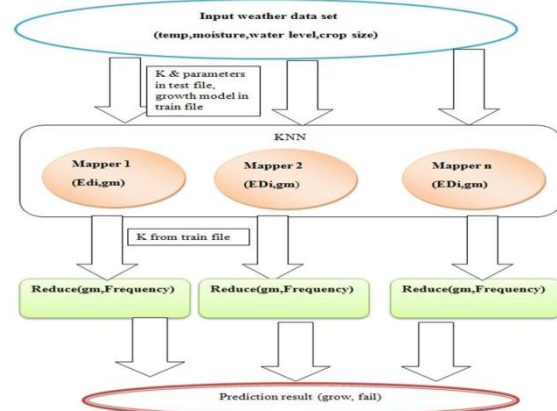 Input weather data set
(temp,moisture,water level,crop size)
K & parameters
in test file,
growth model in
train file
KNN
Mapper 1
(Edi,gm)
Mapper 2
(EDi,gm)
Mapper n
(EDi,gm)
K from train file
Reduce(gm,Frequency)
Reduce(gm,Frequency)
Reduce(gm,Frequency)
Prediction result (grow, fail)